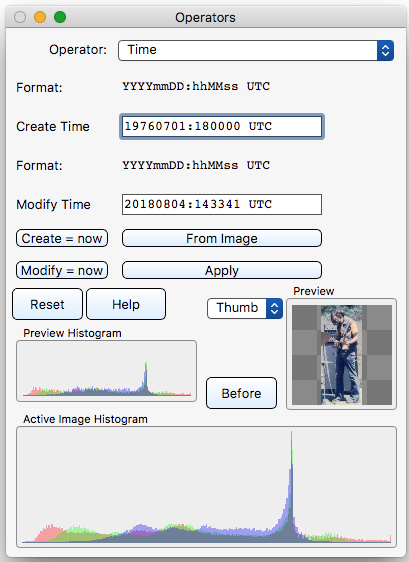 Operators
Operator: Time
Format: YYYYmmDD:hhMMss UTC
Create Time 19760701:180000 UTC
Format: YYYYmmDD:hhMMss UTC
Modify Time 20180804:143341 UTC
Create = now From Image
Modify = now Apply
Reset Help Thumb Preview
Preview Histogram
Before
Active Image Histogram